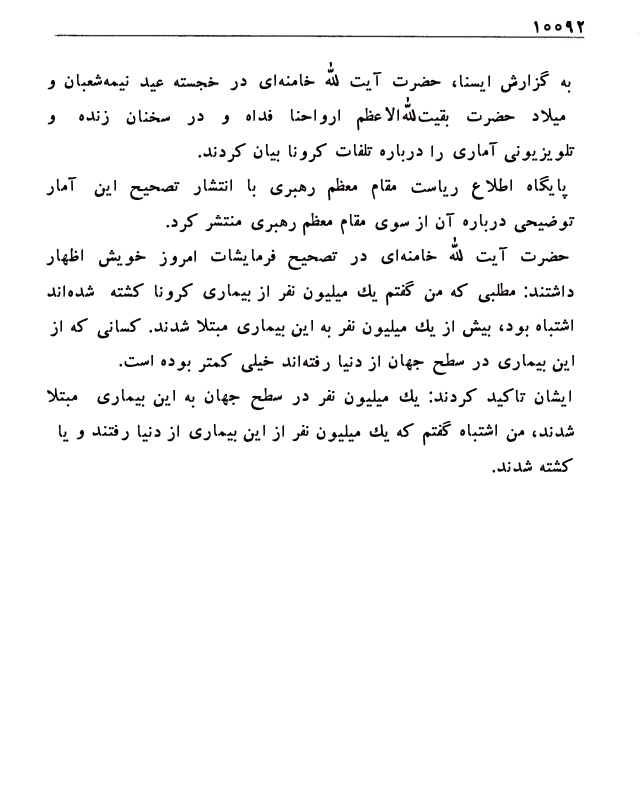 ۱۰۰۹۲
به گزارش ایسنا، حضرت آیت الله خامنه‌ای در خجسته عید نیمه‌شعبان و
میلاد حضرت بقیت‌الله‌الاعظم ارواحنا فداه و در سخنان زنده و
تلویزیونی آماری را درباره تلفات کرونا بیان کردند.
پایگاه اطلاع ریاست مقام معظم رهبری با انتشار تصحیح این آمار
توضیحی درباره آن از سوی مقام معظم رهبری منتشر کرد.
حضرت آیت الله خامنه‌ای در تصحیح فرمایشات امروز خویش اظهار
داشتند: مطلبی که من گفتم یك میلیون نفر از بیماری کرونا کشته شده‌اند
اشتباه بود، بیش از یك میلیون نفر به این بیماری مبتلا شدند. کسانی که از
این بیماری در سطح جهان از دنیا رفته‌اند خیلی کمتر بوده است.
ایشان تاکید کردند: یك میلیون نفر در سطح جهان به این بیماری مبتلا
شدند، من اشتباه گفتم که یك میلیون نفر از این بیماری از دنیا رفتند و یا
کشته شدند.